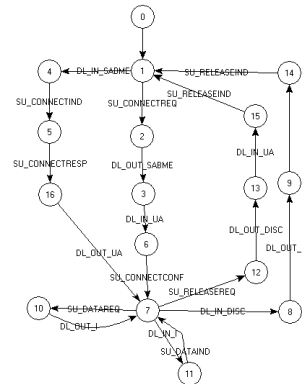 0
4
DL_IN_SABME
1
SU_RELEASEIND
14
SU_CONNECTIND
SU_CONNECTREQ_
SU_RELEASEIND
5
2
15
SU_CONNECTRESP
DL_OUT_SABME
DL_IN_UA
16
3
13
9
DL_IN_UA
DL_OUT_UA
6
DL_OUT_DISC
DL_OUT_
SU_CONNECTCONF
12
SU_RELEASEREQ
10
SU_DATAREQ
7
DL_IN_DISC
8
DL_OUT_I
DL_IN_I
SU_DATAIND
11